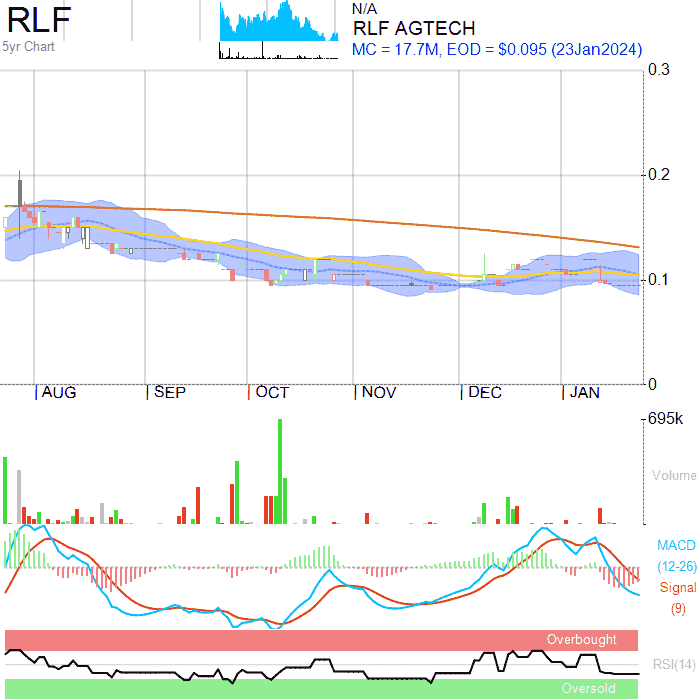 RLF
5yr Chart
N/A
RLF AGTECH
MC = 17.7M, EOD = $0.095 (23Jan2024)
0.3
0.2
0.1
0
AUG SEP OCT NOV DEC JAN
695k
Volume
MACD
(12-26)
Signal
(9)
Overbought
RSI(14)
Oversold